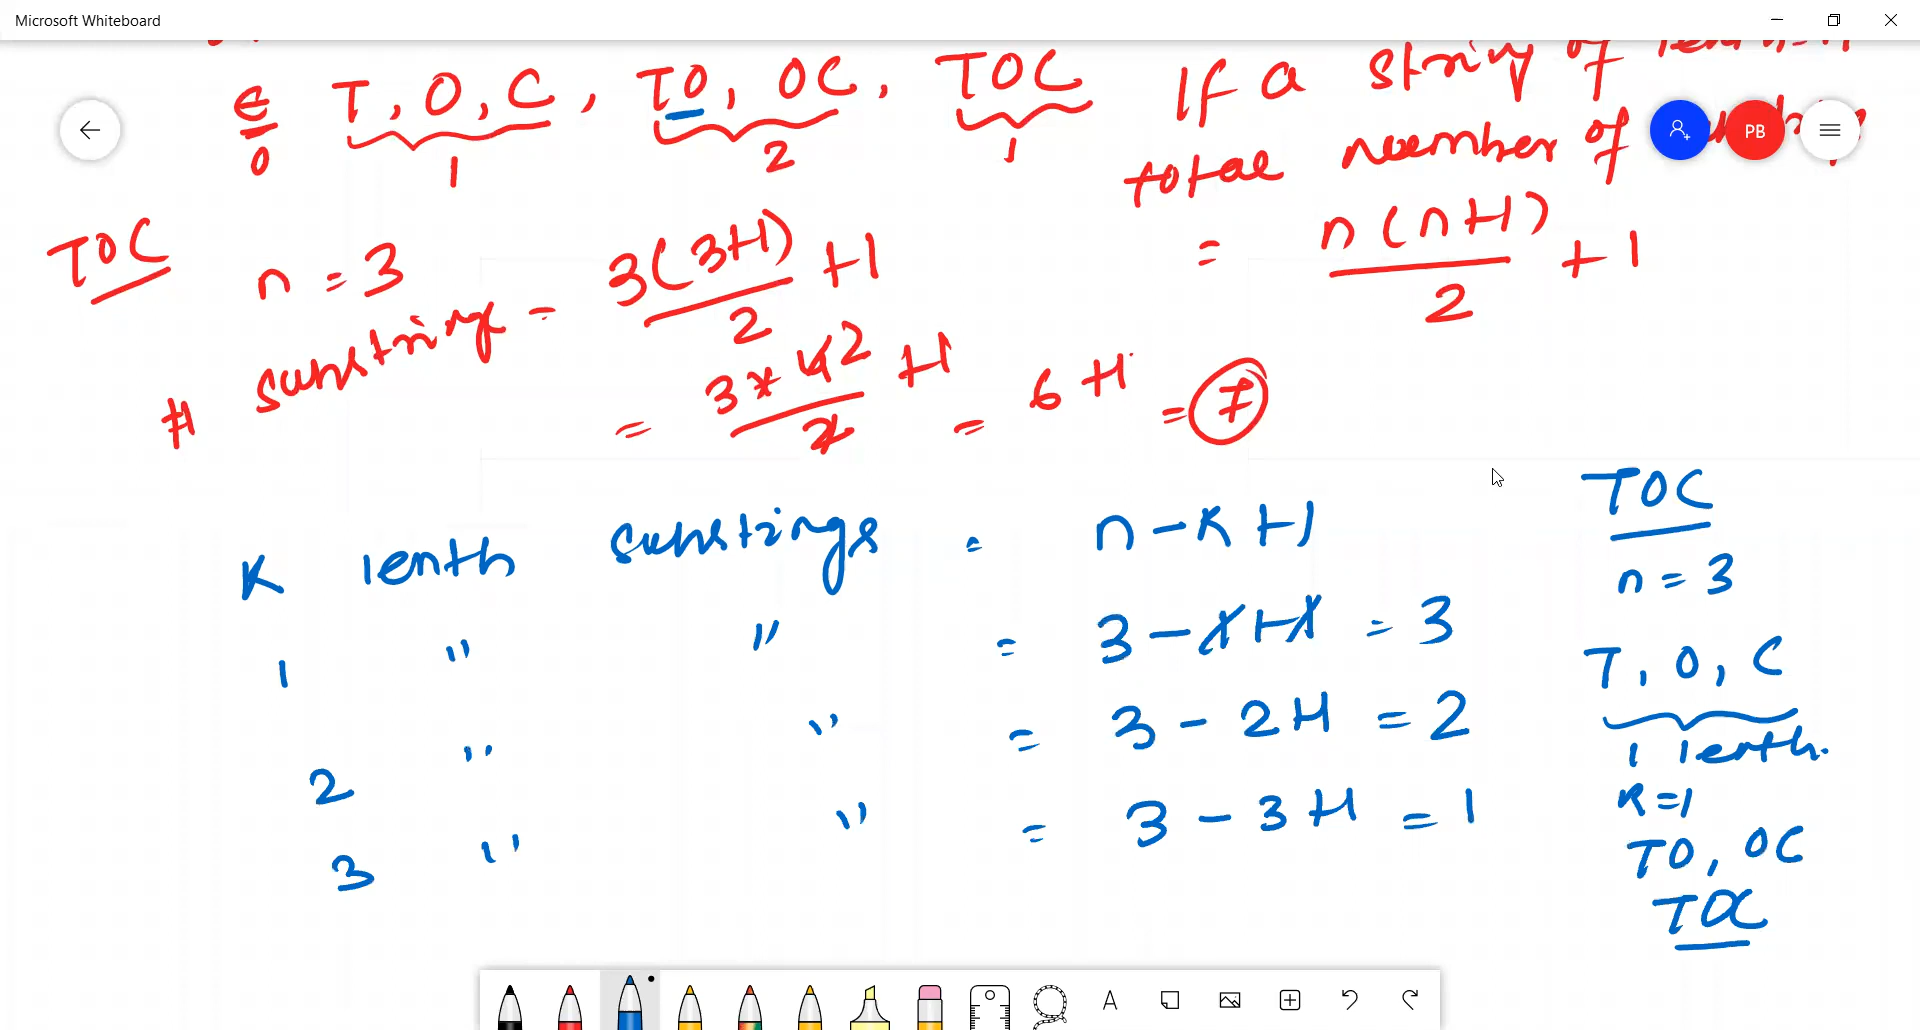 Microsoft Whiteboard
ε T, O, C, TO, OC, TOC If a string of
0 1 2 1 total number of
TOC n = 3 = n(n+1)/2 + 1
# substring = 3(3+1)/2 + 1
= 3*42/2 + 1 = 6+1 = 7
PB
K lenth substrings = n-k+1
1 " " = 3-1+1 = 3
2 " " = 3-2+1 = 2
3 " " = 3-3+1 = 1
TOC
n = 3
T, O, C
1 lenth.
K=1
TO, OC
TOC
A